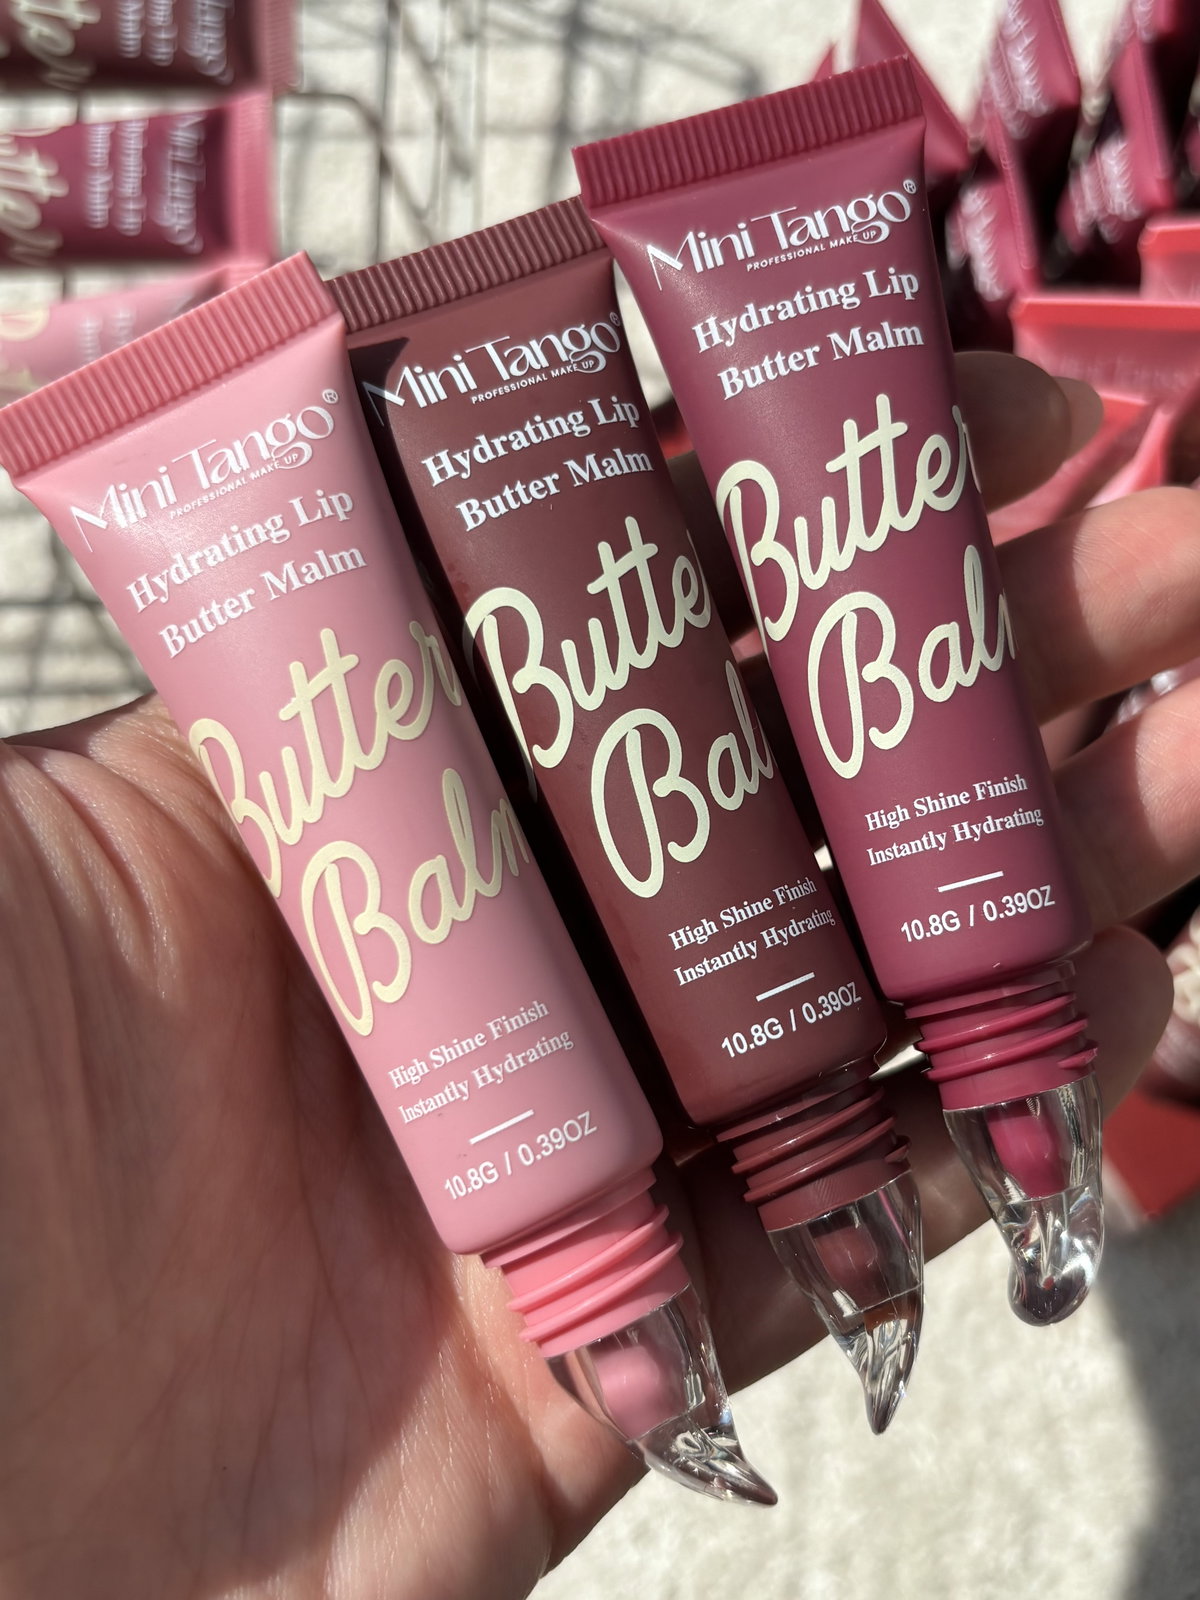 Mini Tango®
PROFESSIONAL MAKE UP
Hydrating Lip
Butter Malm
Butter
Balm
High Shine Finish
Instantly Hydrating
10.8G / 0.39OZ
Mini Tango®
PROFESSIONAL MAKE UP
Hydrating Lip
Butter Malm
Butte
Bal
High Shine Finish
Instantly Hydrating
10.8G / 0.39OZ
Mini Tango®
PROFESSIONAL MAKE UP
Hydrating Lip
Butter Malm
Butter
Balm
High Shine Finish
Instantly Hydrating
10.8G / 0.39OZ